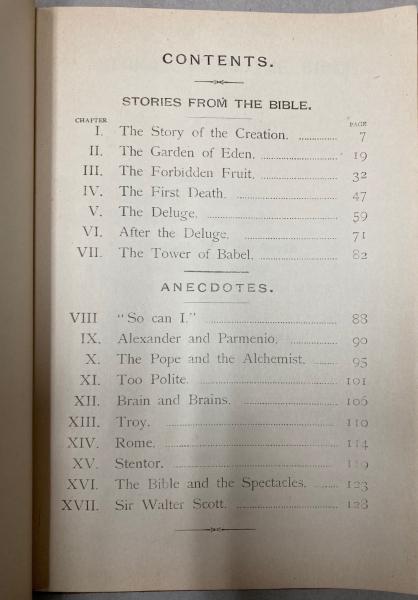 CONTENTS.
STORIES FROM THE BIBLE.
CHAPTER PAGE
I. The Story of the Creation. 7
II. The Garden of Eden. 19
III. The Forbidden Fruit. 32
IV. The First Death. 47
V. The Deluge. 59
VI. After the Deluge. 71
VII. The Tower of Babel. 82
ANECDOTES.
VIII "So can I." 88
IX. Alexander and Parmenio. 90
X. The Pope and the Alchemist. 95
XI. Too Polite. 101
XII. Brain and Brains. 106
XIII. Troy. 110
XIV. Rome. 114
XV. Stentor. 119
XVI. The Bible and the Spectacles. 123
XVII. Sir Walter Scott. 128